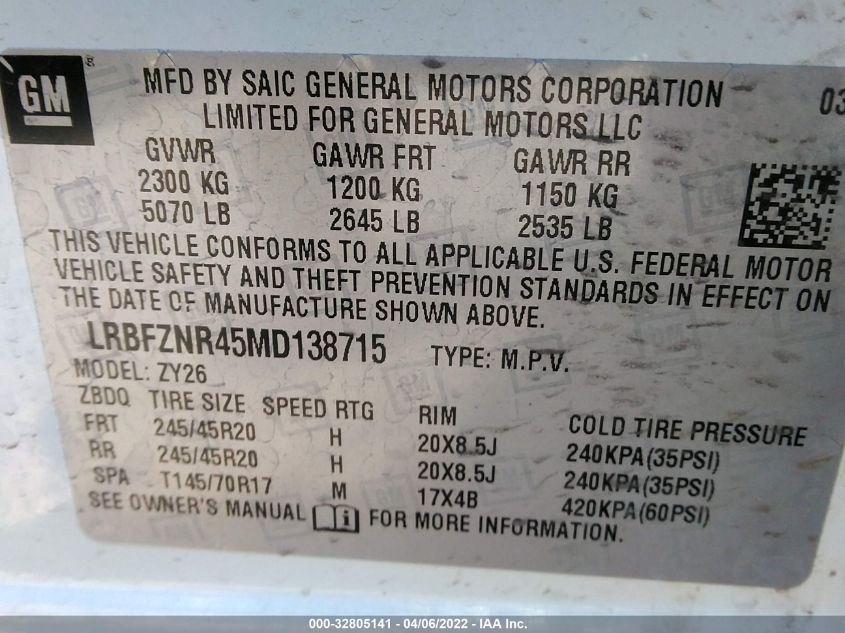 GM ®
MFD BY SAIC GENERAL MOTORS CORPORATION 03
LIMITED FOR GENERAL MOTORS LLC
GVWR GAWR FRT GAWR RR
2300 KG 1200 KG 1150 KG
5070 LB 2645 LB 2535 LB
THIS VEHICLE CONFORMS TO ALL APPLICABLE U.S. FEDERAL MOTOR
VEHICLE SAFETY AND THEFT PREVENTION STANDARDS IN EFFECT ON
THE DATE OF MANUFACTURE SHOWN ABOVE.
LRBFZNR45MD138715 TYPE: M.P.V.
MODEL: ZY26
ZBDQ TIRE SIZE SPEED RTG RIM COLD TIRE PRESSURE
FRT 245/45R20 H 20X8.5J 240KPA(35PSI)
RR 245/45R20 H 20X8.5J 240KPA(35PSI)
SPA T145/70R17 M 17X4B 420KPA(60PSI)
SEE OWNER'S MANUAL i FOR MORE INFORMATION.
000-32805141 - 04/06/2022 - IAA Inc.